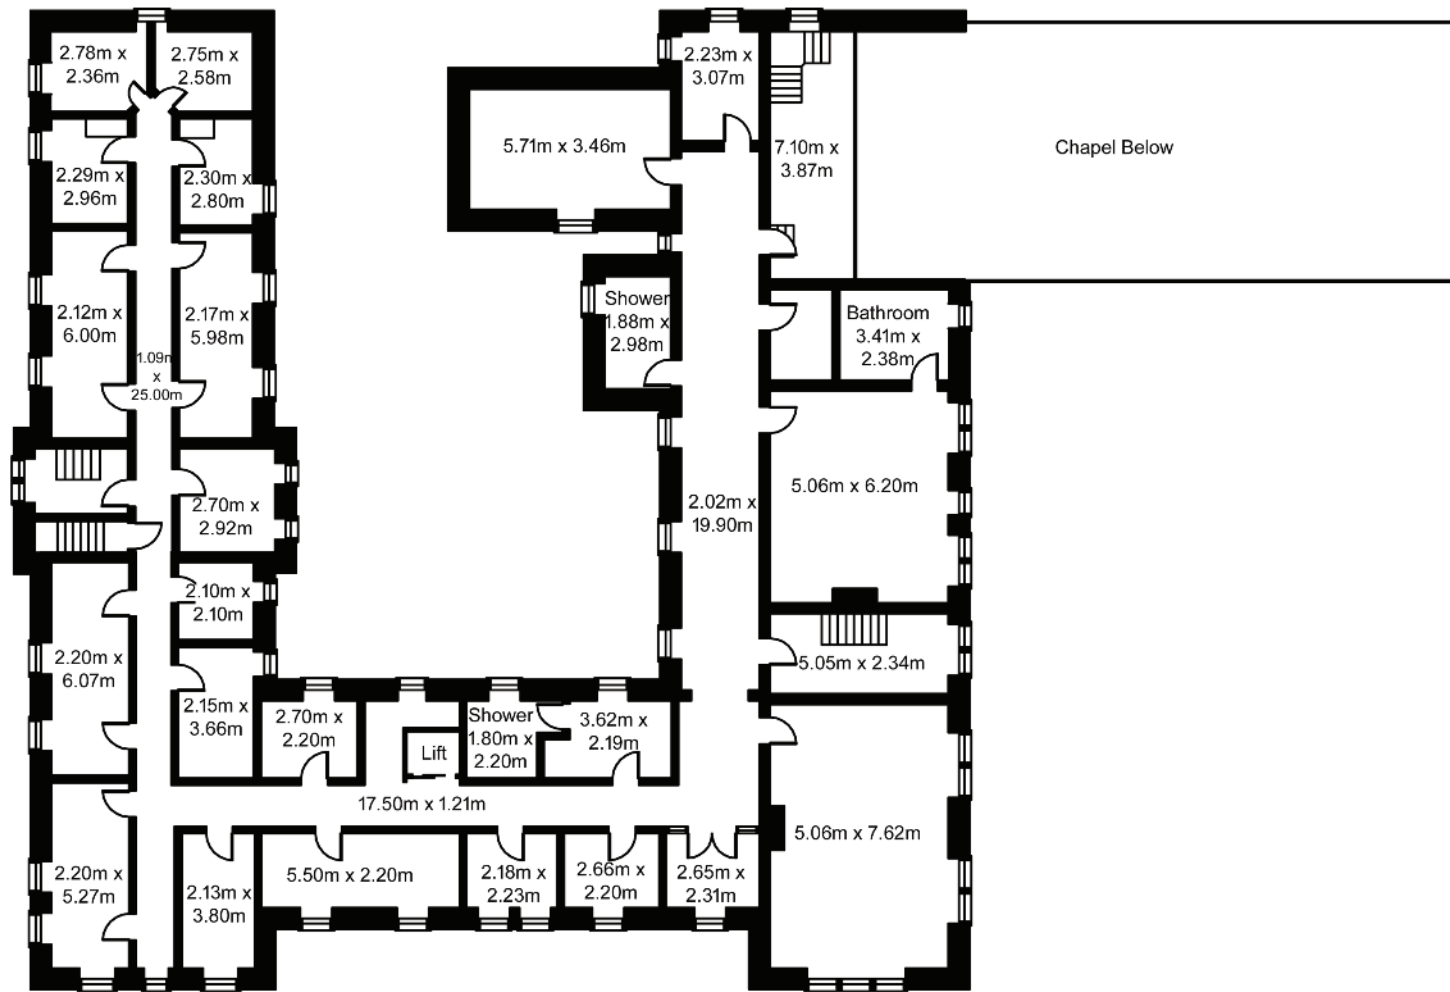 2.78m x
2.36m
2.75m x
2.58m
2.23m x
3.07m
5.71m x 3.46m
7.10m x
3.87m
Chapel Below
2.29m x
2.96m
2.30m x
2.80m
2.12m x
6.00m
2.17m x
5.98m
1.09m
x
25.00m
Shower
1.88m x
2.98m
Bathroom
3.41m x
2.38m
2.70m x
2.92m
2.02m x
19.90m
5.06m x 6.20m
2.10m x
2.10m
2.20m x
6.07m
5.05m x 2.34m
2.15m x
3.66m
2.70m x
2.20m
Lift
Shower
1.80m x
2.20m
3.62m x
2.19m
17.50m x 1.21m
5.06m x 7.62m
2.20m x
5.27m
2.13m x
3.80m
5.50m x 2.20m
2.18m x
2.23m
2.66m x
2.20m
2.65m x
2.31m